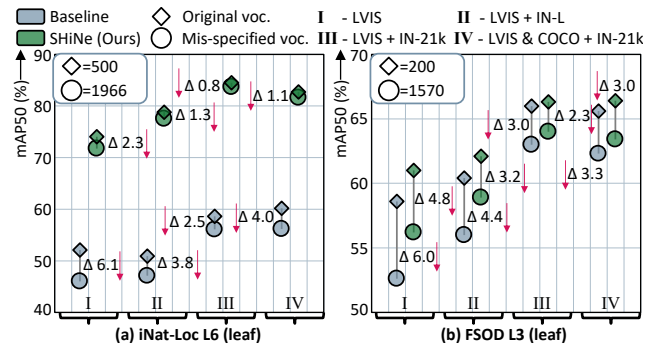 Baseline ◇ Original voc. I - LVIS II - LVIS + IN-L
SHiNe (Ours) ○ Mis-specified voc. III - LVIS + IN-21k IV - LVIS & COCO + IN-21k
mAP50 (%)
90
80
70
60
50
40
◇=500
○=1966
Δ 0.8
Δ 1.1
Δ 1.3
Δ 2.3
Δ 2.5
Δ 4.0
Δ 6.1
Δ 3.8
I II III IV
(a) iNat-Loc L6 (leaf)
mAP50 (%)
70
65
60
55
50
◇=200
○=1570
Δ 3.0
Δ 3.0
Δ 2.3
Δ 3.3
Δ 3.2
Δ 4.8
Δ 4.4
Δ 6.0
I II III IV
(b) FSOD L3 (leaf)